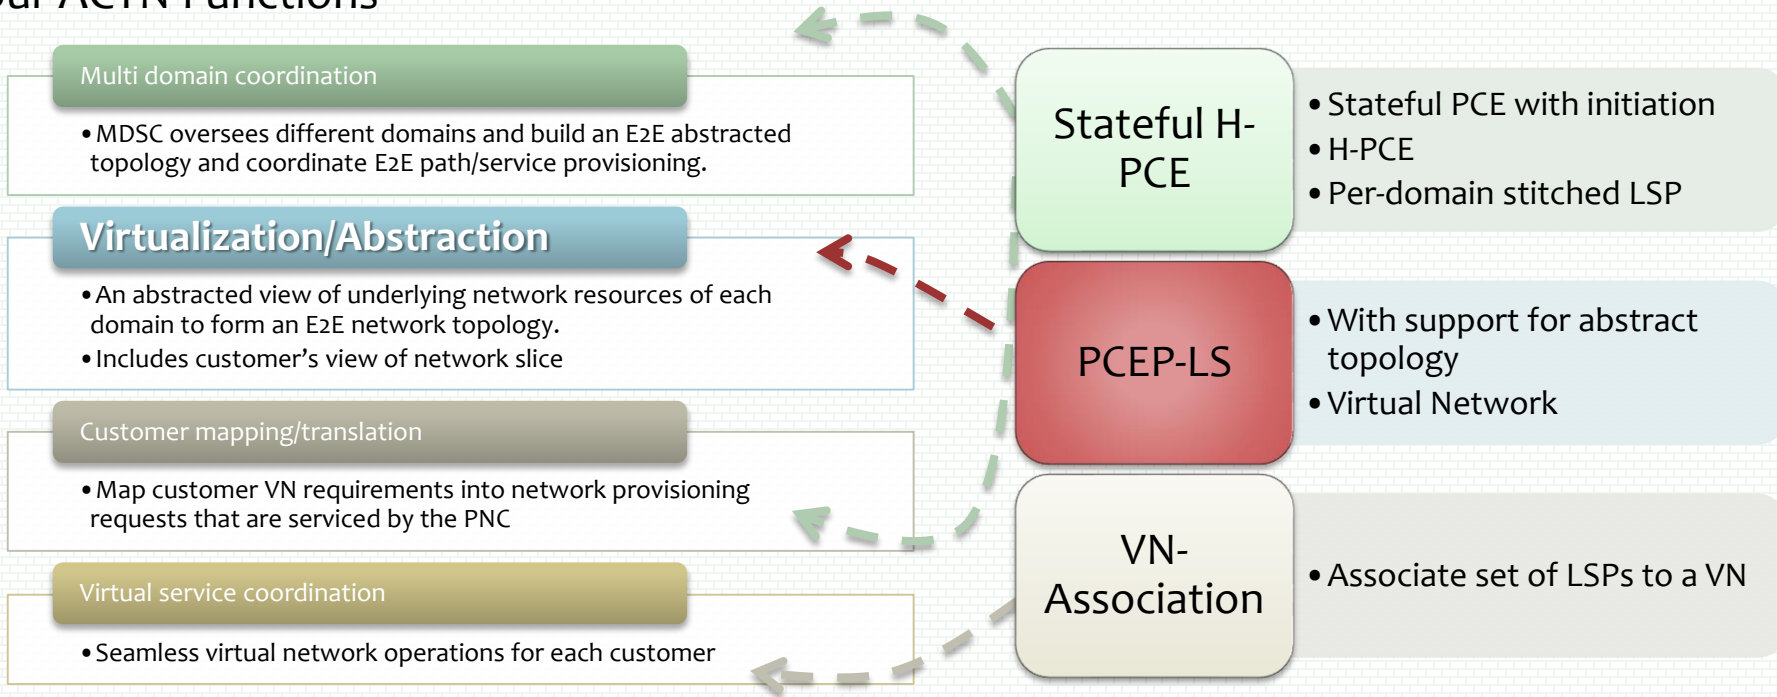 our ACTN Functions
Multi domain coordination
• MDSC oversees different domains and build an E2E abstracted
topology and coordinate E2E path/service provisioning.
Virtualization/Abstraction
• An abstracted view of underlying network resources of each
domain to form an E2E network topology.
• Includes customer's view of network slice
Customer mapping/translation
• Map customer VN requirements into network provisioning
requests that are serviced by the PNC
Virtual service coordination
• Seamless virtual network operations for each customer
Stateful H-
PCE
• Stateful PCE with initiation
• H-PCE
• Per-domain stitched LSP
PCEP-LS
• With support for abstract
topology
• Virtual Network
VN-
Association
• Associate set of LSPs to a VN